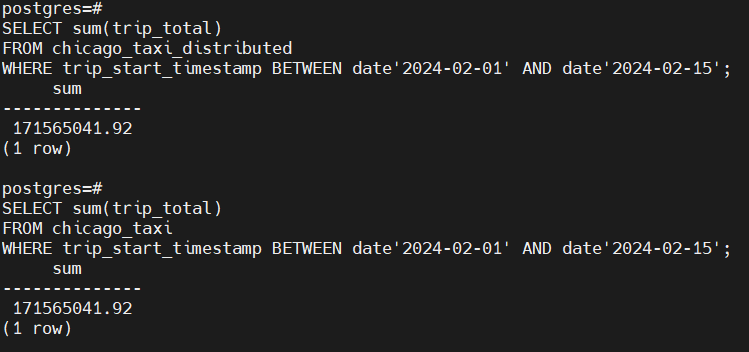 postgres=#
SELECT sum(trip_total)
FROM chicago_taxi_distributed
WHERE trip_start_timestamp BETWEEN date'2024-02-01' AND date'2024-02-15';
     sum
--------------
 171565041.92
(1 row)

postgres=#
SELECT sum(trip_total)
FROM chicago_taxi
WHERE trip_start_timestamp BETWEEN date'2024-02-01' AND date'2024-02-15';
     sum
--------------
 171565041.92
(1 row)